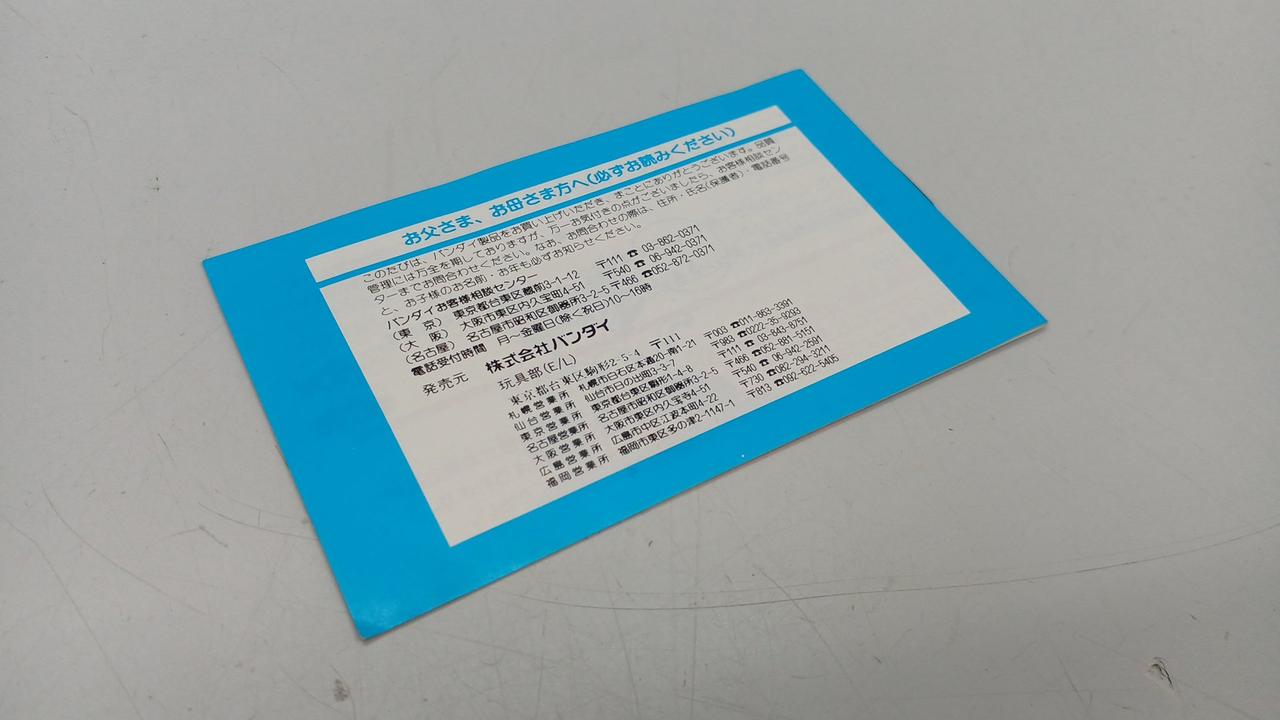 お父さま、お母さま方へ(必ずお読みください)
このたびは、バンダイ製品をお買い上げいただき、まことにありがとうございます。品質
管理には万全を期しておりますが、万一お気付きの点がございましたら、お客様相談セン
ターまでお問合わせください。なお、お問合わせの際は、住所・氏名(保護者)・電話番号
と、お子様のお名前・お年も必ずお知らせください。
バンダイお客様相談センター
(東 京) 東京都台東区蔵前3-1-12 〒111 ☎ 03-862-0371
(大 阪) 大阪市東区内久宝町4-51 〒540 ☎ 06-942-0371
(名古屋) 名古屋市昭和区御器所3-2-5 〒466 ☎052-872-0371
電話受付時間 月〜金曜日(除く祝日)10〜16時
発売元 株式会社バンダイ
玩具部(E/L)
東京都台東区駒形2-5-4 〒111
札幌営業所 札幌市白石区本通20-南1-21 〒003 ☎011-863-3391
仙台営業所 仙台市日の出町3-3-7 〒983 ☎0222-35-9293
東京営業所 東京都台東区駒形1-4-8 〒111 ☎ 03-843-8751
名古屋営業所 名古屋市昭和区御器所3-2-5 〒466 ☎052-881-5151
大阪営業所 大阪市東区内久宝寺4-51 〒540 ☎ 06-942-2591
広島営業所 広島市中区江波本町4-22 〒730 ☎082-294-3211
福岡営業所 福岡市東区多の津2-1147-1 〒813 ☎092-622-5405